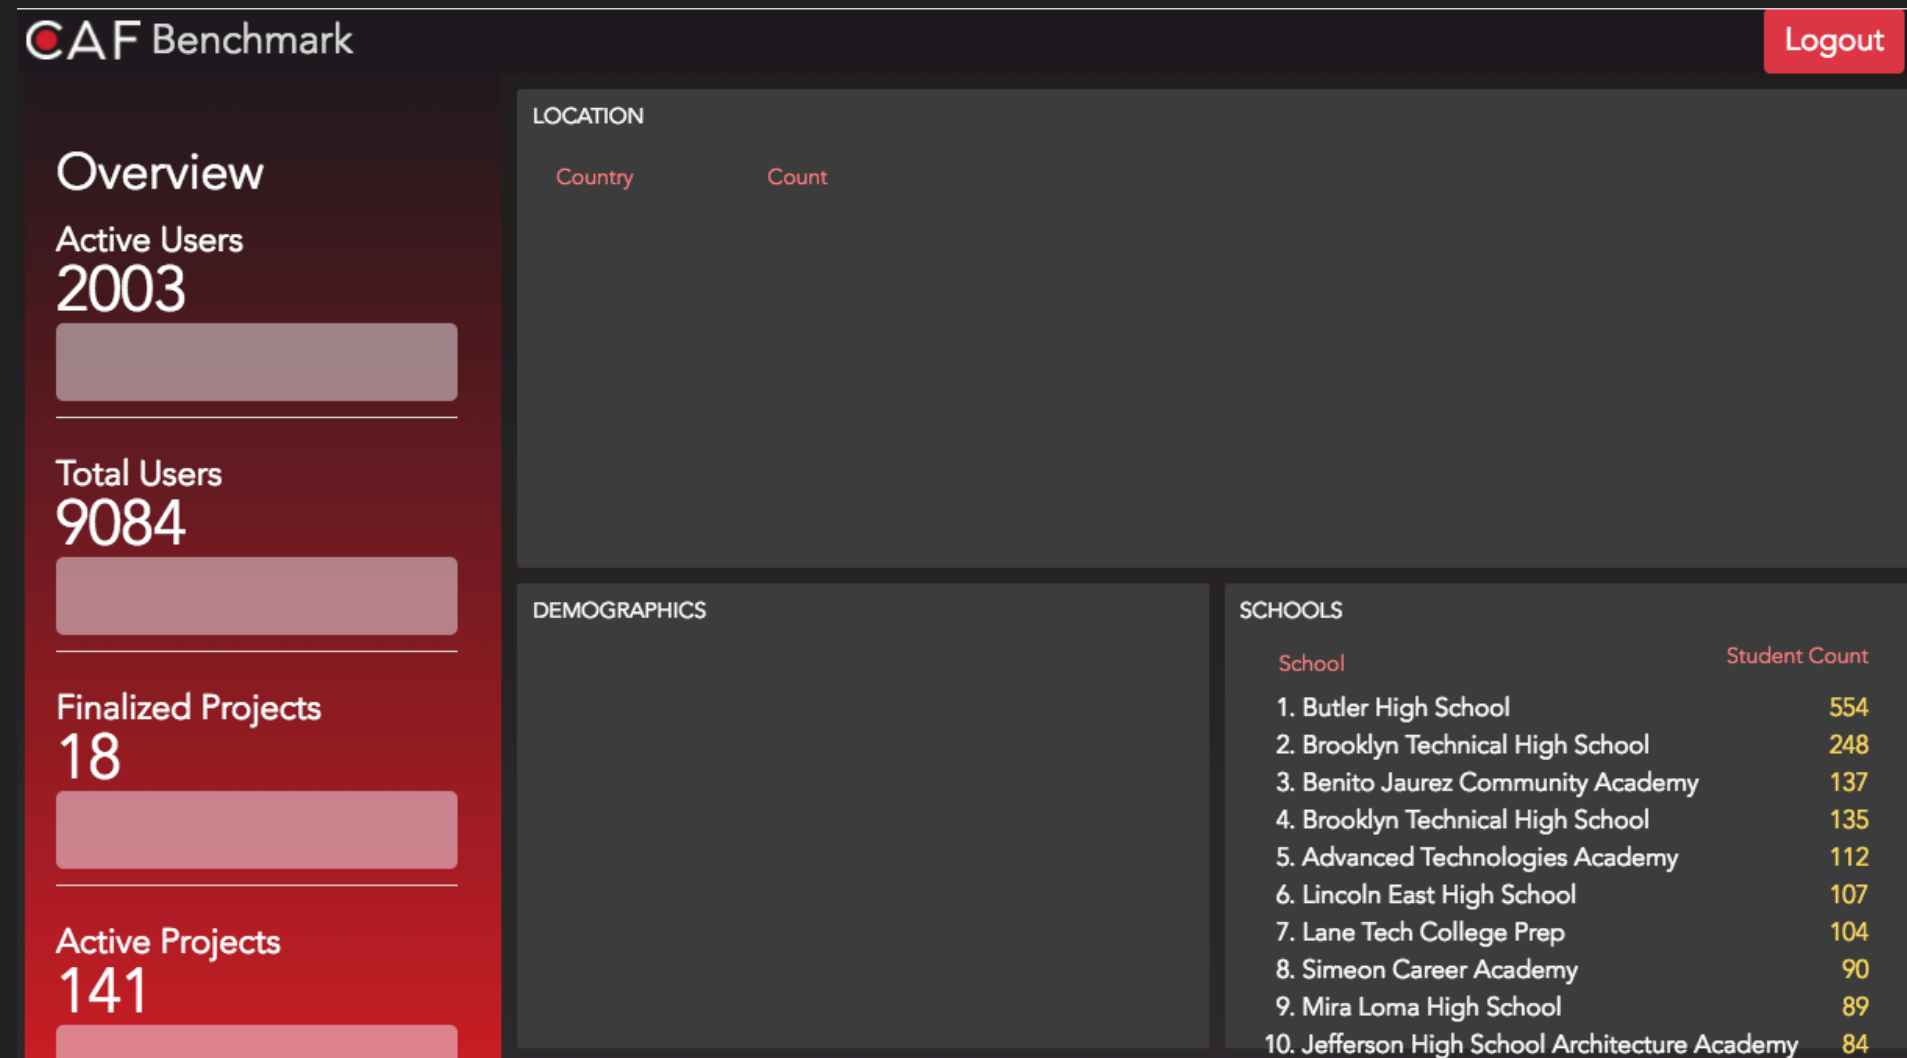 CAF Benchmark
Logout
Overview
Active Users
2003
Total Users
9084
Finalized Projects
18
Active Projects
141
LOCATION
Country Count
DEMOGRAPHICS
SCHOOLS
School Student Count
1. Butler High School 554
2. Brooklyn Technical High School 248
3. Benito Jaurez Community Academy 137
4. Brooklyn Technical High School 135
5. Advanced Technologies Academy 112
6. Lincoln East High School 107
7. Lane Tech College Prep 104
8. Simeon Career Academy 90
9. Mira Loma High School 89
10. Jefferson High School Architecture Academy 84